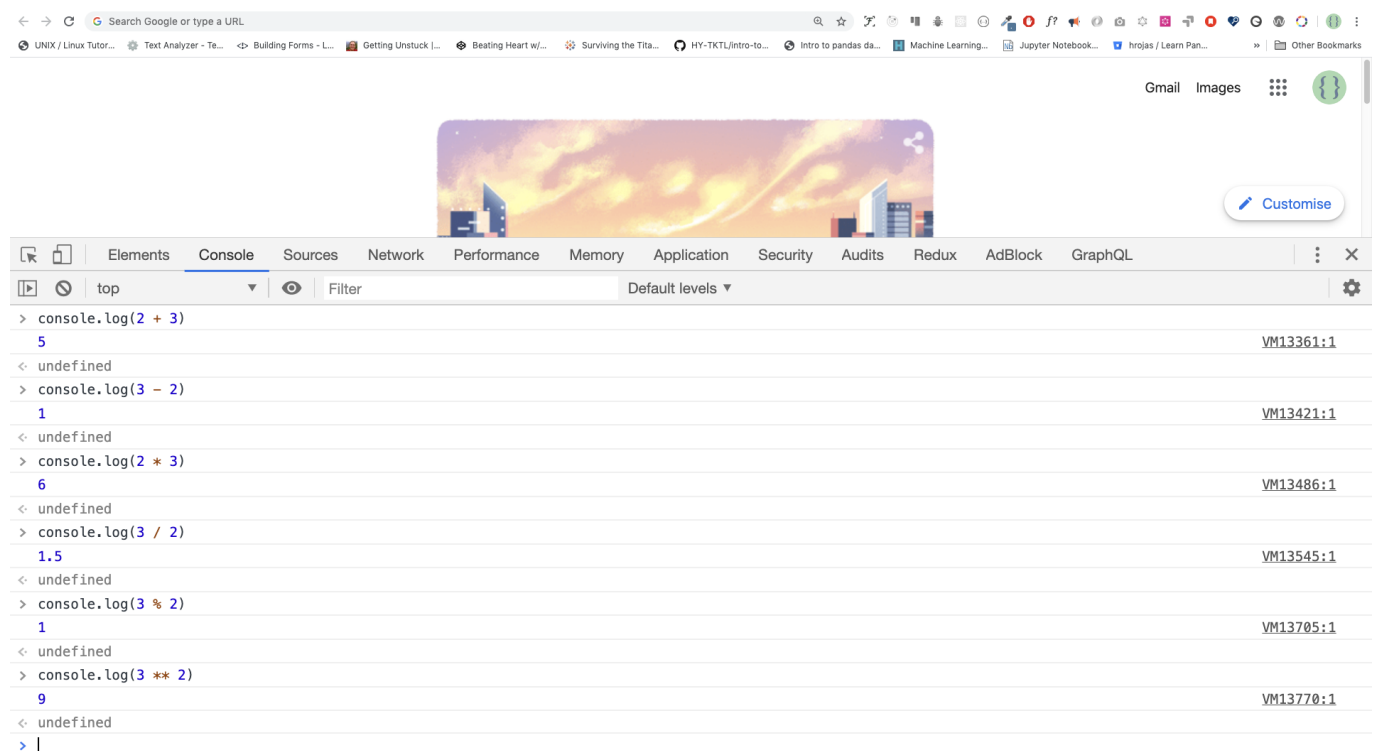 Search Google or type a URL
UNIX / Linux Tutor... Text Analyzer - Te... Building Forms - L... Getting Unstuck |... Beating Heart w/... Surviving the Tita... HY-TKTL/intro-to... Intro to pandas da... Machine Learning... Jupyter Notebook... hrojas / Learn Pan... » Other Bookmarks
Gmail Images
Customise
Elements Console Sources Network Performance Memory Application Security Audits Redux AdBlock GraphQL
top Filter Default levels ▼
> console.log(2 + 3)
5 VM13361:1
undefined
> console.log(3 - 2)
1 VM13421:1
undefined
> console.log(2 * 3)
6 VM13486:1
undefined
> console.log(3 / 2)
1.5 VM13545:1
undefined
> console.log(3 % 2)
1 VM13705:1
undefined
> console.log(3 ** 2)
9 VM13770:1
undefined
>